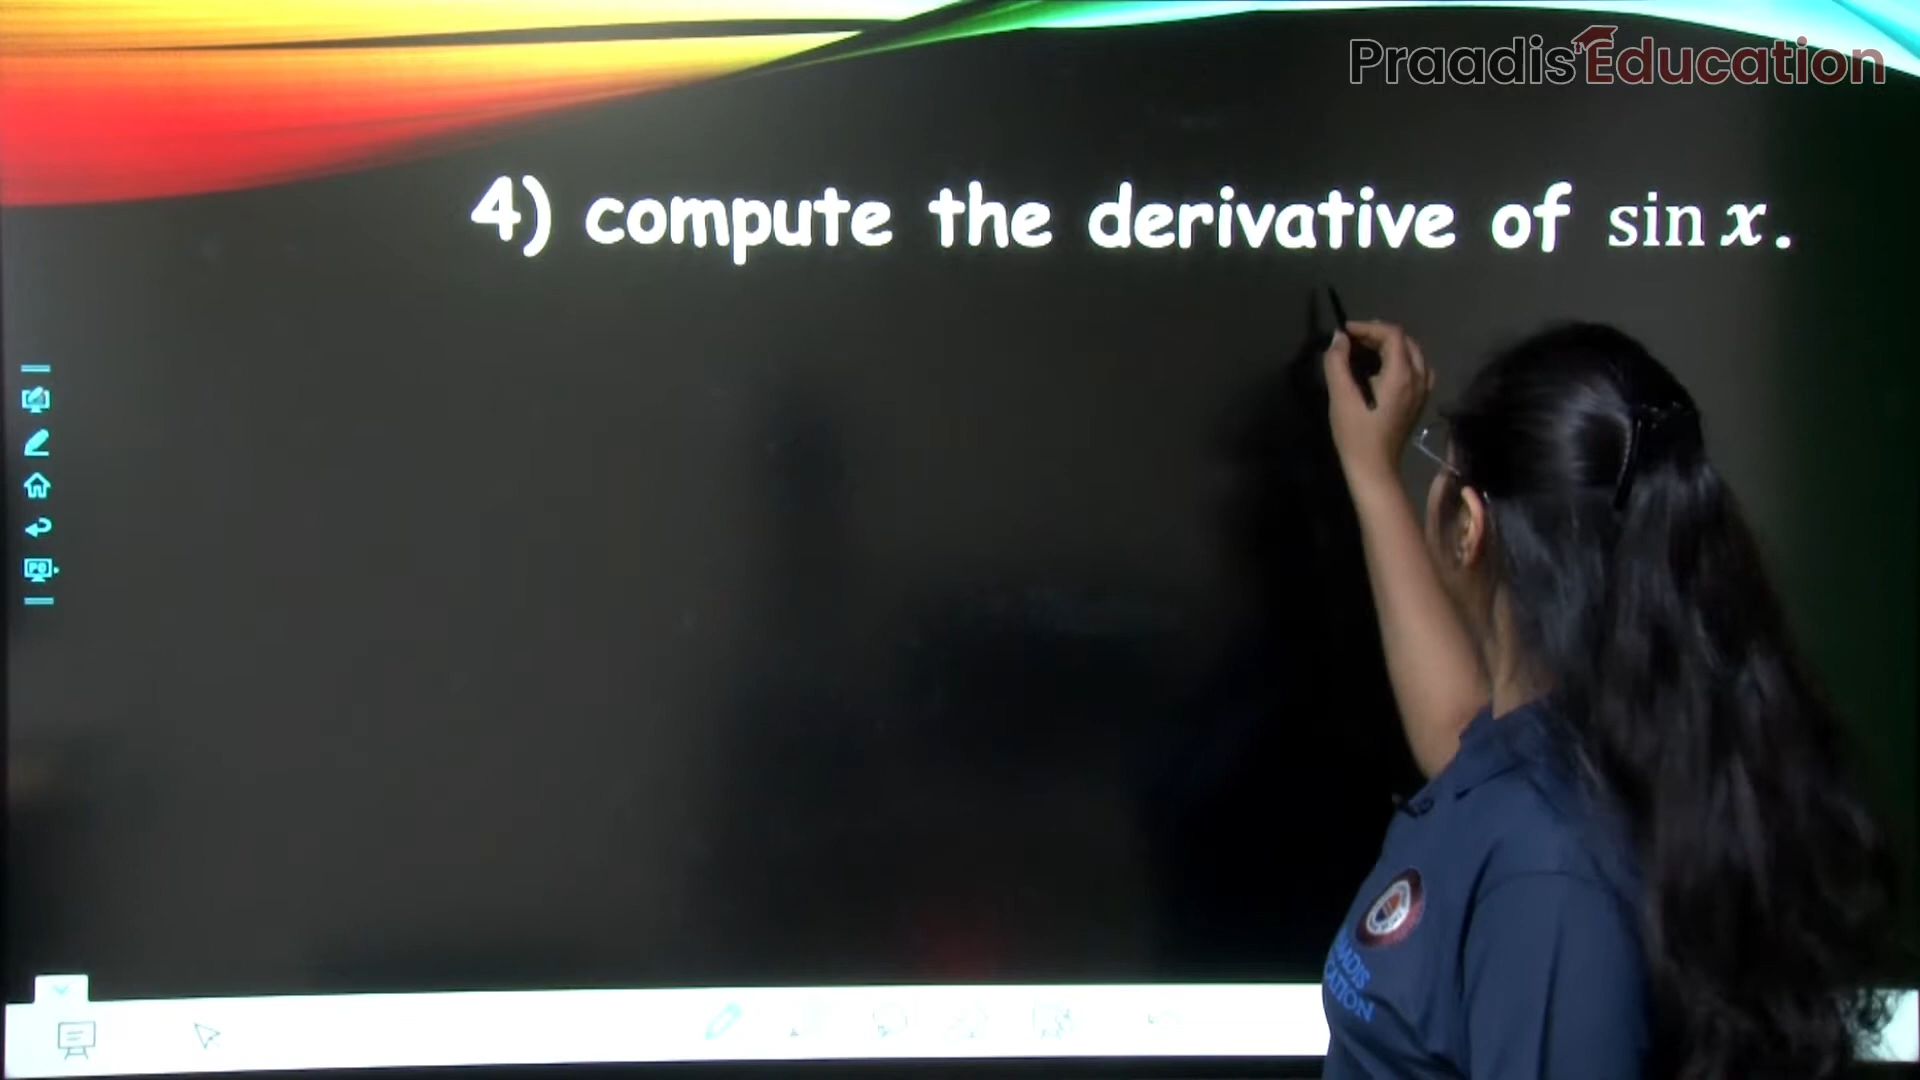 Praadis Education
4) compute the derivative of sin x.